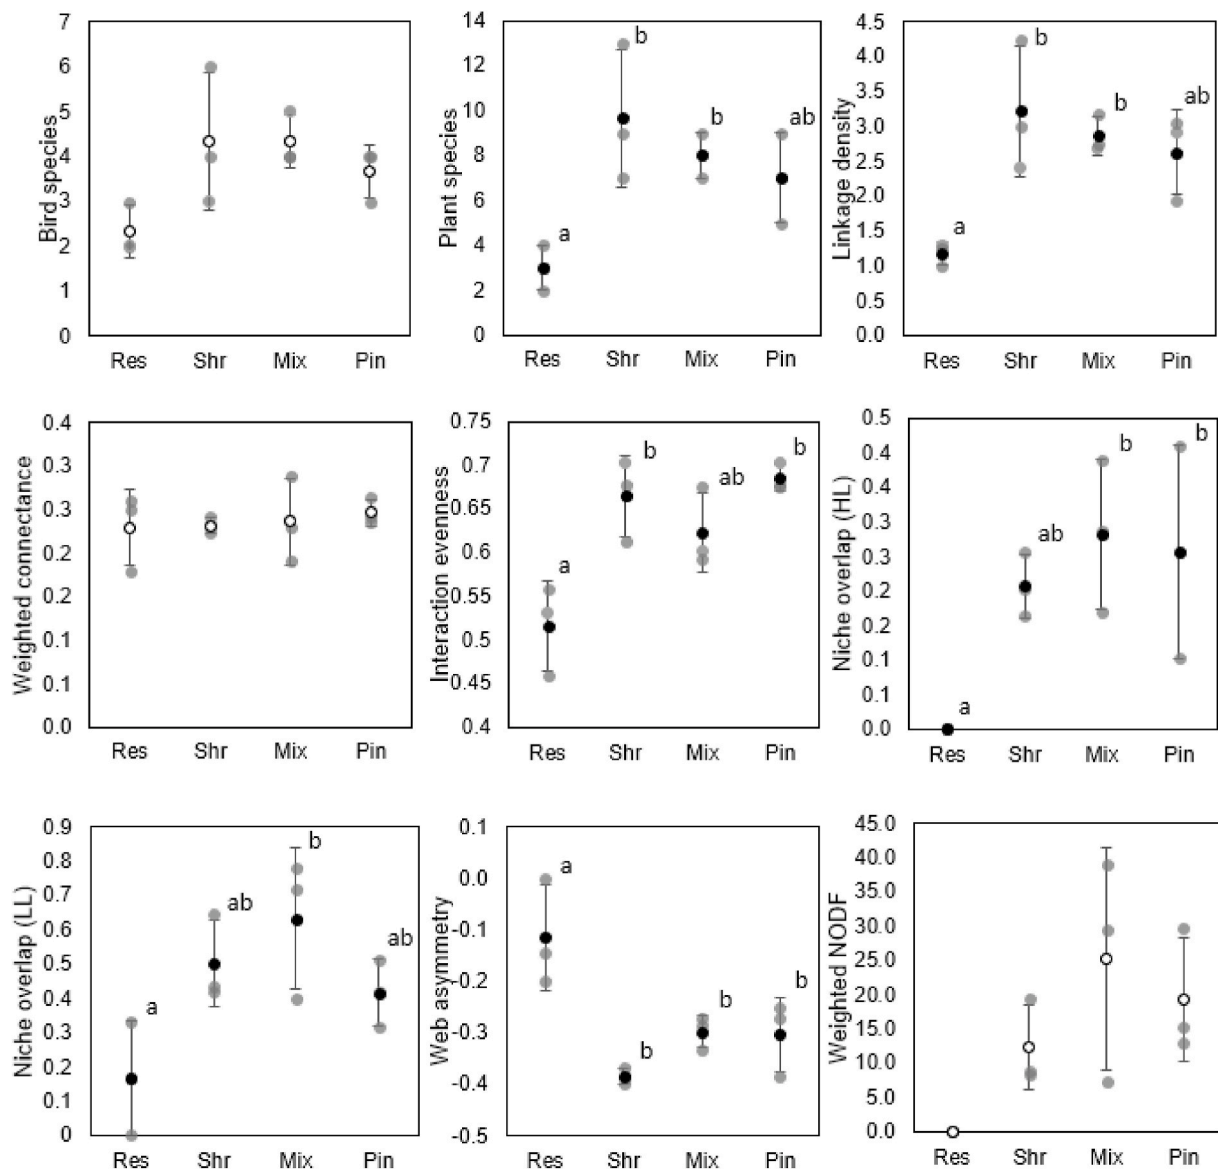 Bird species
7
6
5
4
3
2
1
0
Res Shr Mix Pin
Plant species
14
12
10
8
6
4
2
0
a
b
b
ab
Res Shr Mix Pin
Linkage density
4.5
4.0
3.5
3.0
2.5
2.0
1.5
1.0
0.5
0.0
a
b
b
ab
Res Shr Mix Pin
Weighted connectance
0.4
0.3
0.3
0.2
0.2
0.1
0.1
0.0
Res Shr Mix Pin
Interaction evenness
0.75
0.7
0.65
0.6
0.55
0.5
0.45
0.4
a
b
ab
b
Res Shr Mix Pin
Niche overlap (HL)
0.5
0.4
0.4
0.3
0.3
0.2
0.2
0.1
0.1
0.0
a
ab
b
b
Res Shr Mix Pin
Niche overlap (LL)
0.9
0.8
0.7
0.6
0.5
0.4
0.3
0.2
0.1
0
a
ab
b
ab
Res Shr Mix Pin
Web asymmetry
0.1
0.0
-0.1
-0.2
-0.3
-0.4
-0.5
a
b
b
b
Res Shr Mix Pin
Weighted NODF
45.0
40.0
35.0
30.0
25.0
20.0
15.0
10.0
5.0
0.0
Res Shr Mix Pin